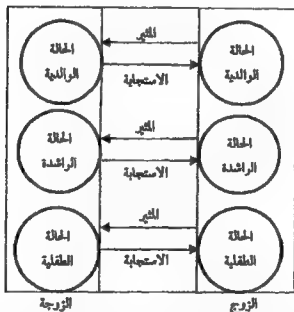 الحالة
الوالدية
المثير
الاستجابة
الحالة
الوالدية
الحالة
الراشدة
المثير
الاستجابة
الحالة
الراشدة
الحالة
الطفلية
المثير
الاستجابة
الحالة
الطفلية
الزوج
الزوجة